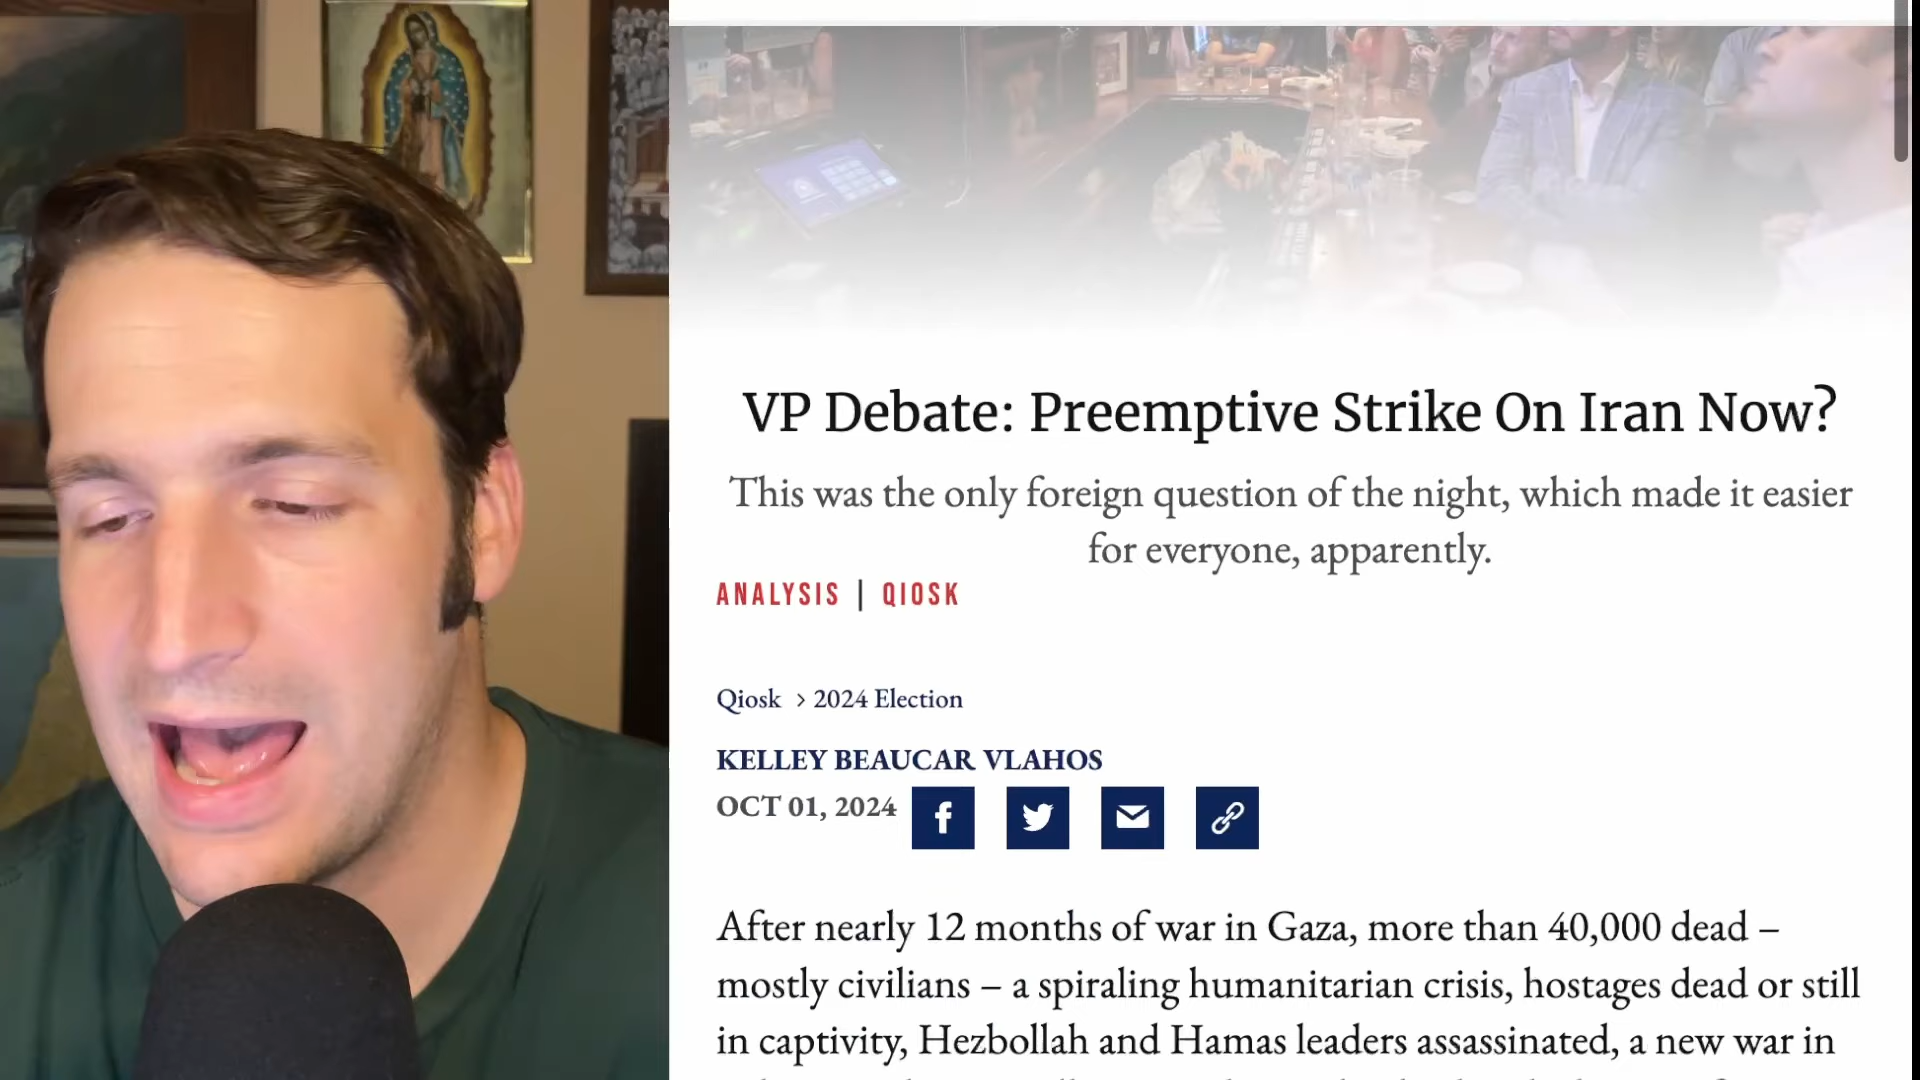 VP Debate: Preemptive Strike On Iran Now?
This was the only foreign question of the night, which made it easier
for everyone, apparently.
ANALYSIS | QIOSK
Qiosk > 2024 Election
KELLEY BEAUCAR VLAHOS
OCT 01, 2024
After nearly 12 months of war in Gaza, more than 40,000 dead –
mostly civilians – a spiraling humanitarian crisis, hostages dead or still
in captivity, Hezbollah and Hamas leaders assassinated, a new war in